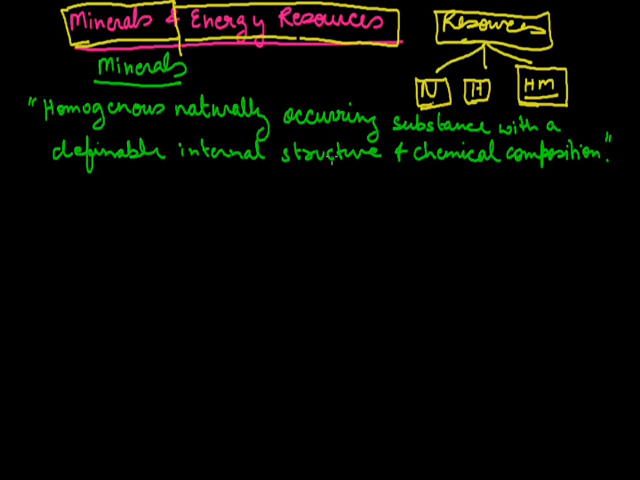 Minerals & Energy Resources
Resources
Minerals
N H HM
"Homogenous naturally occurring substance with a
definable internal structure & chemical composition."